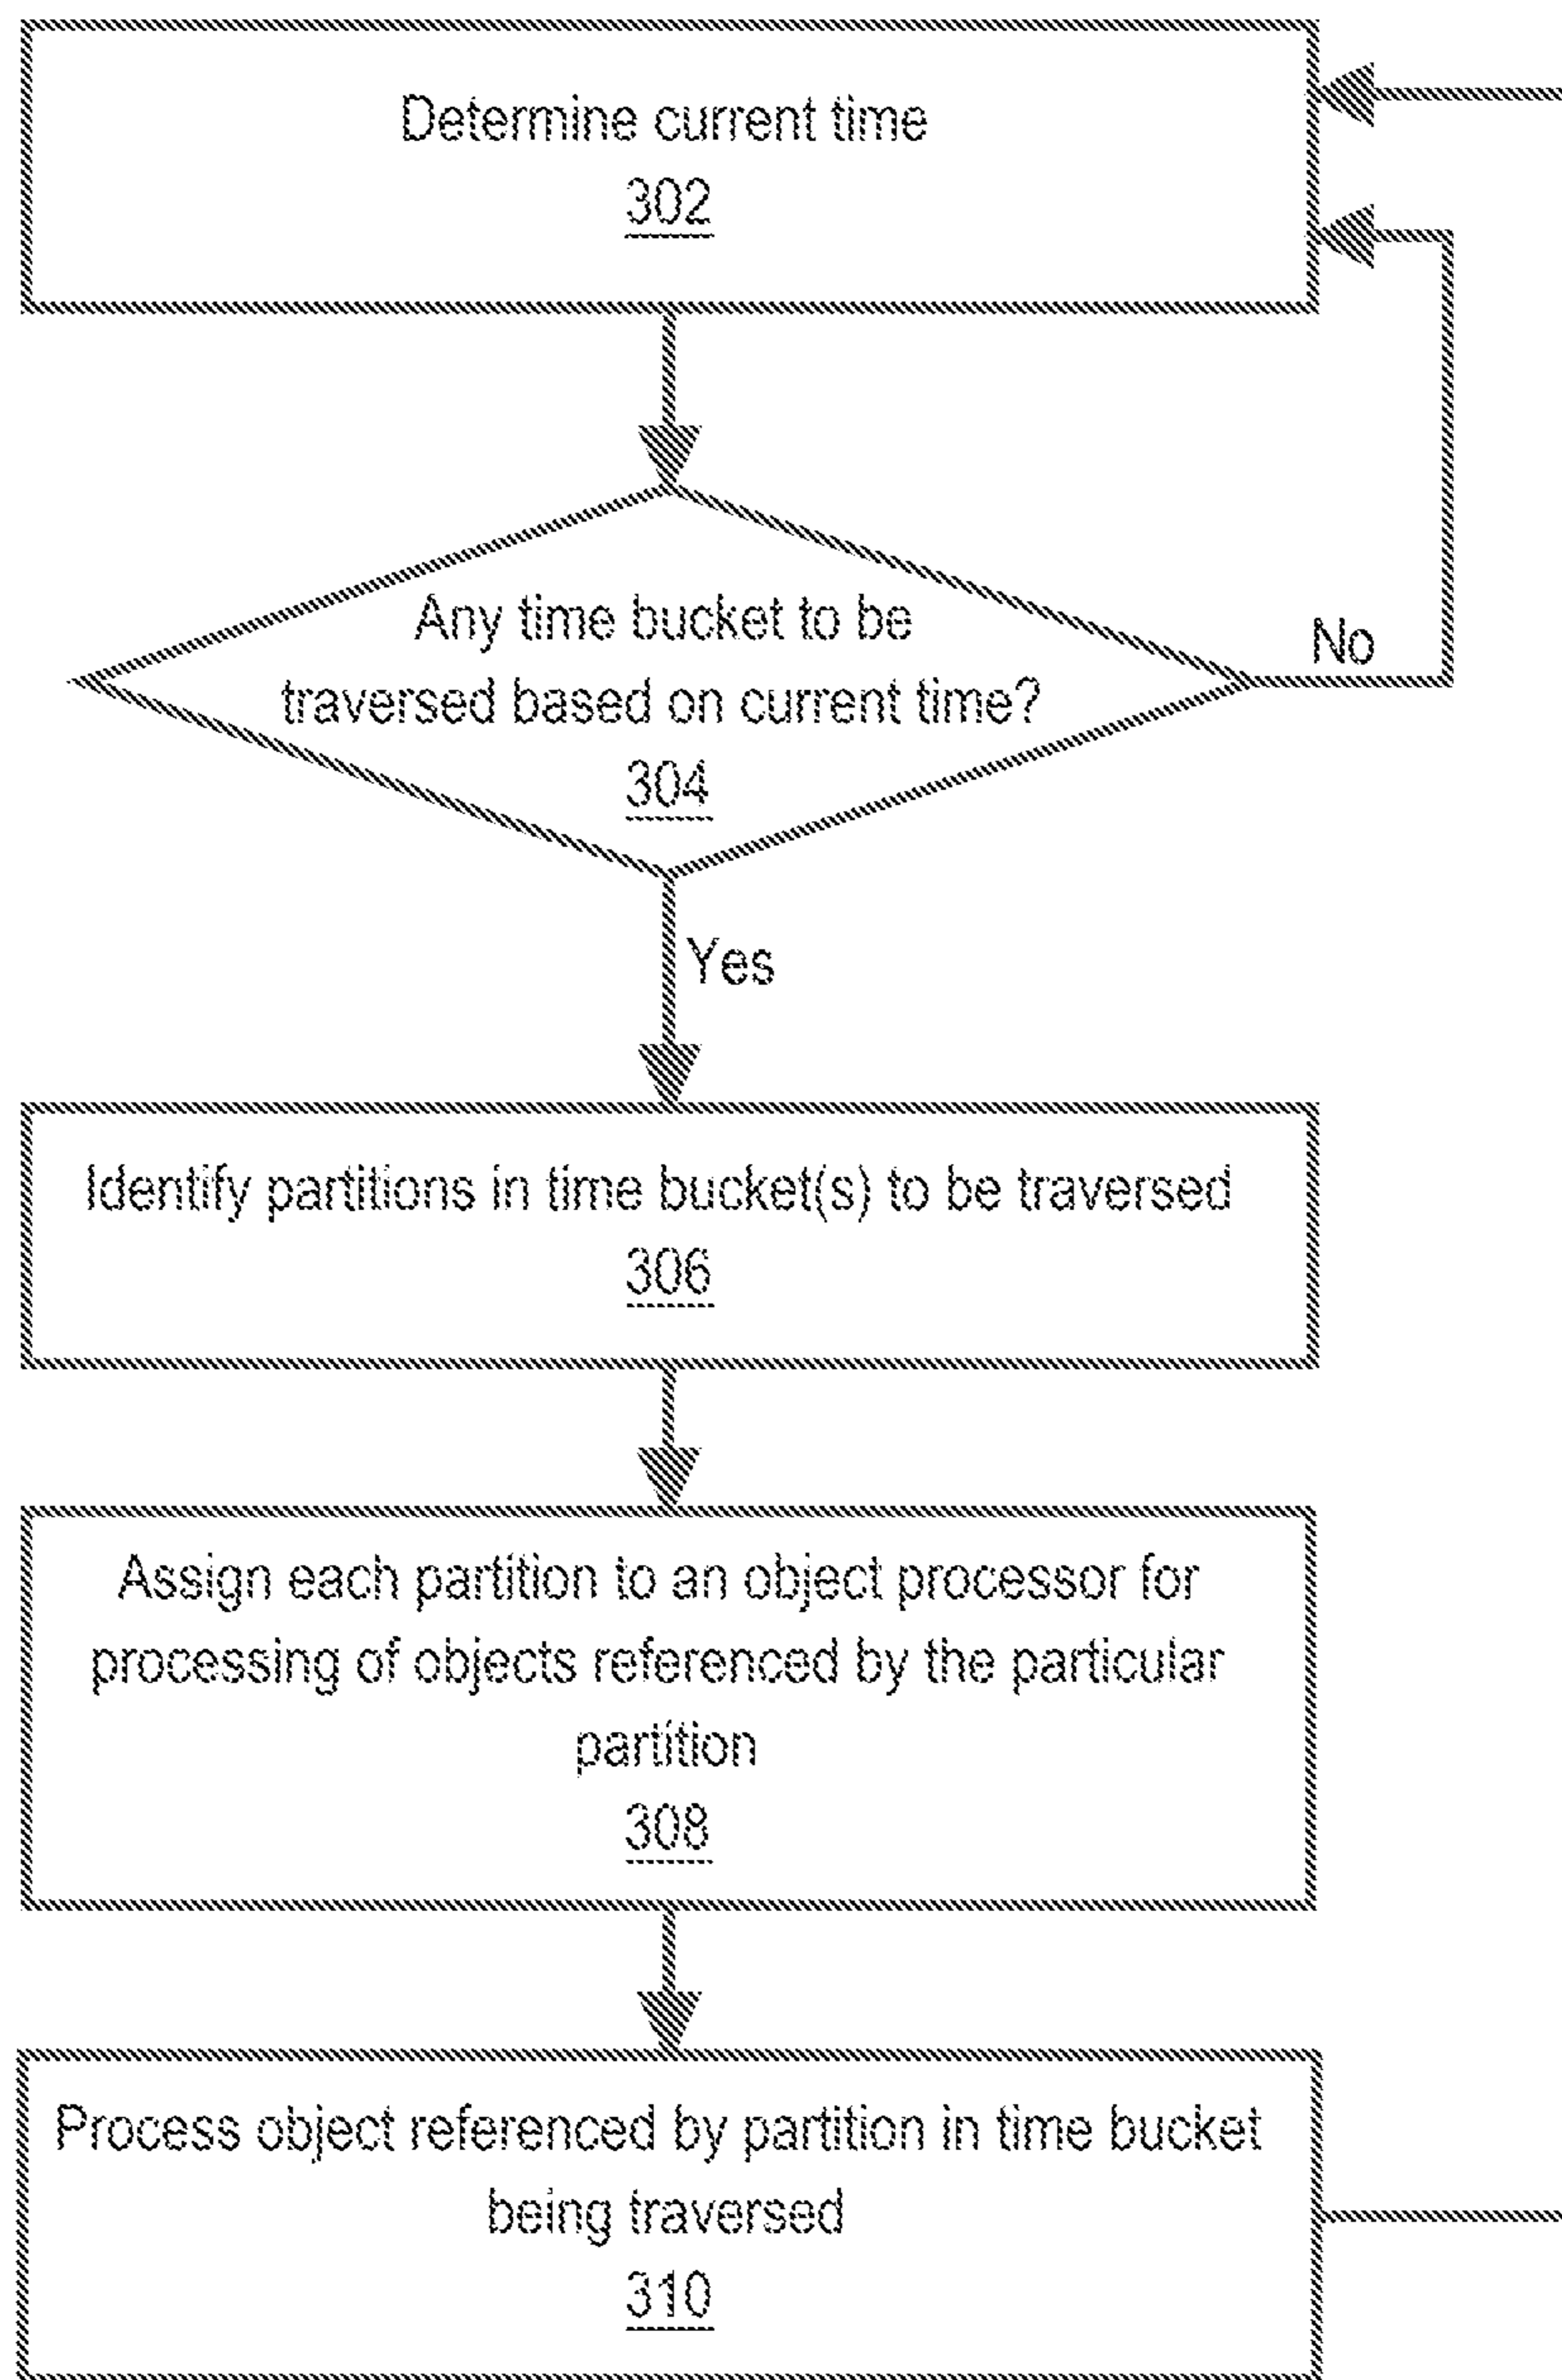 Determine current time
302
Any time bucket to be
traversed based on current time?
304
No
Yes
Identify partitions in time bucket(s) to be traversed
306
Assign each partition to an object processor for
processing of objects referenced by the particular
partition
308
Process object referenced by partition in time bucket
being traversed
310